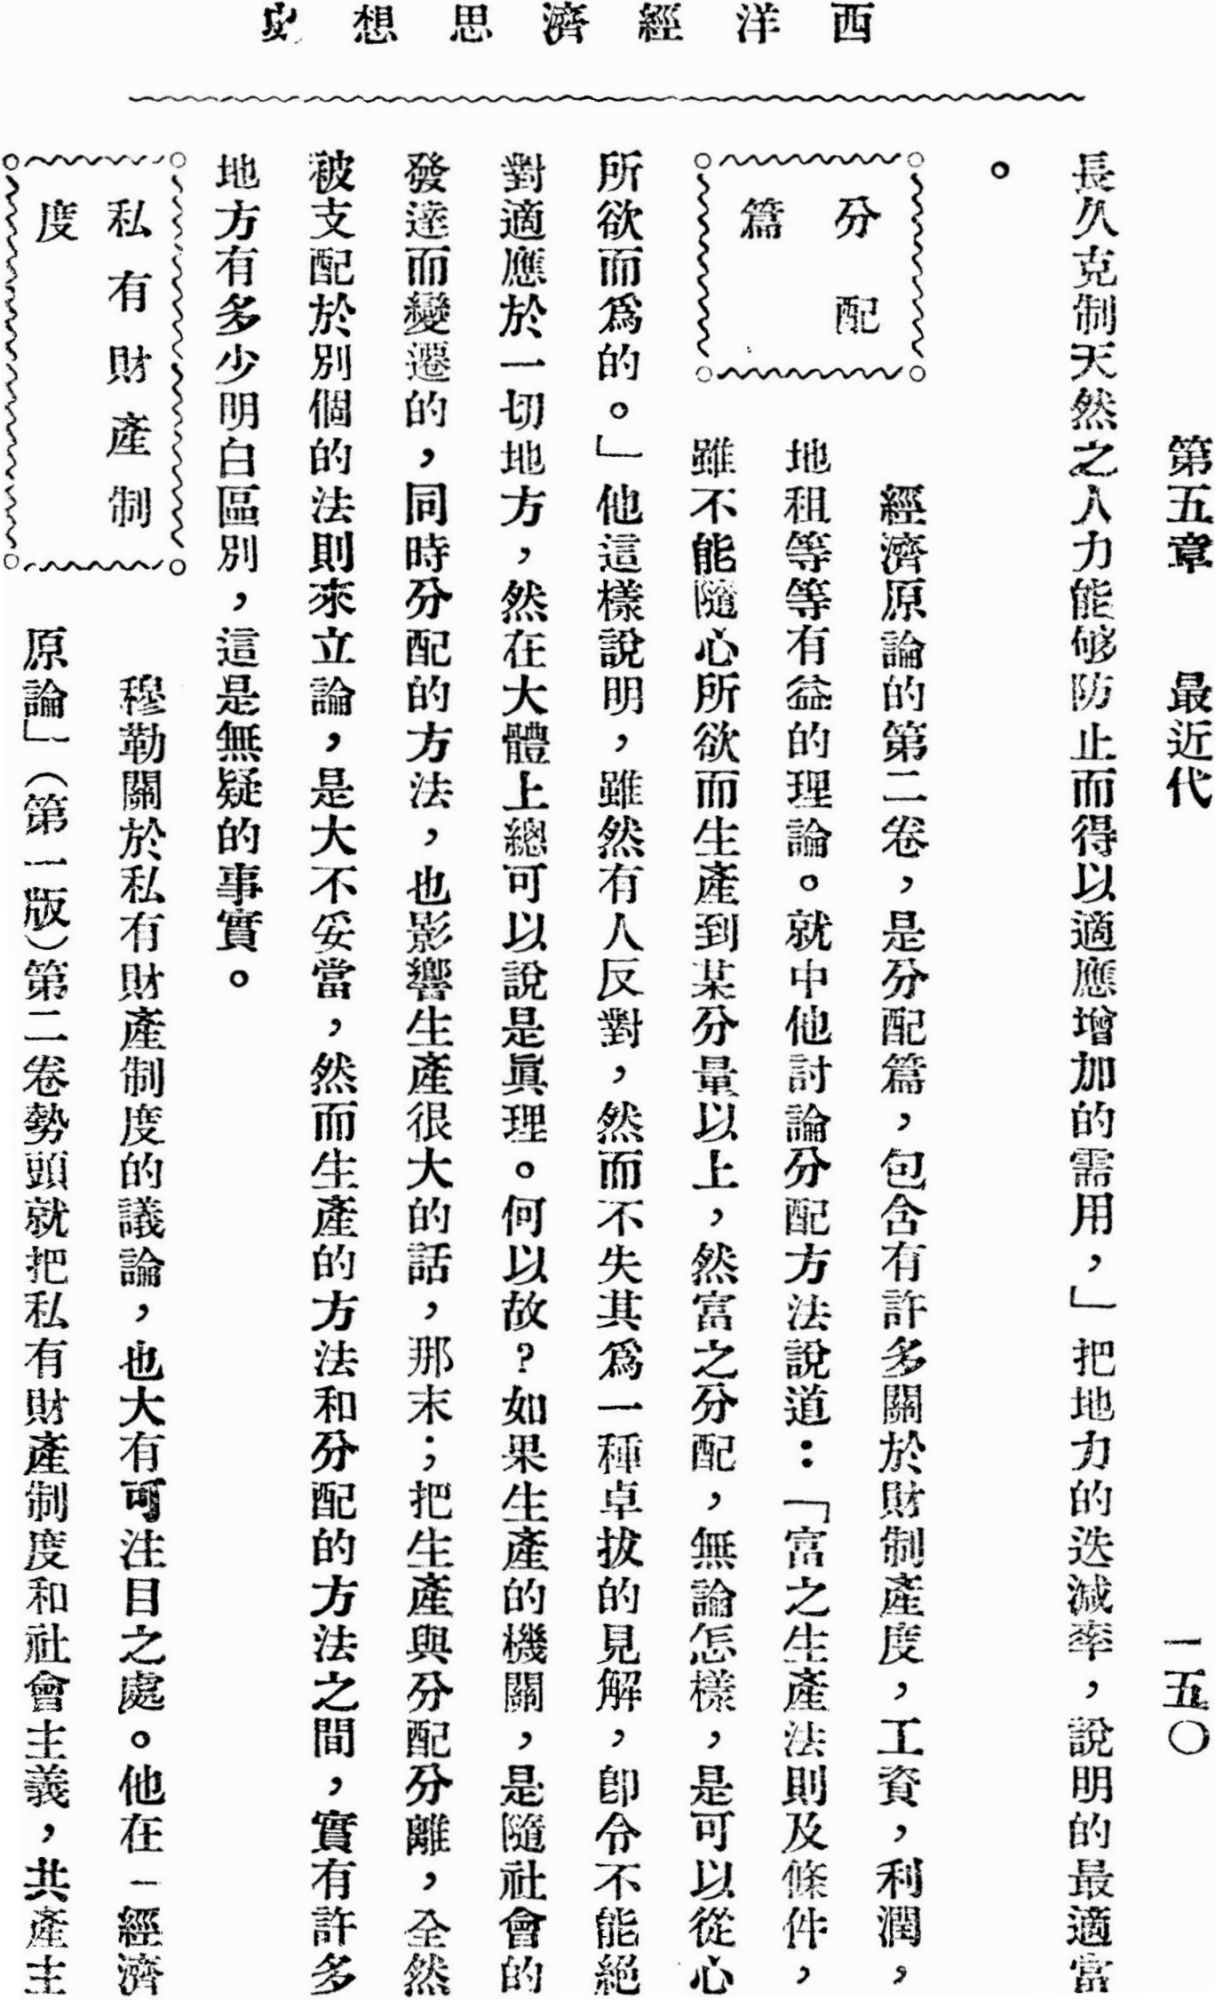 西洋經濟思想史
第五章　最近代　一五〇
長久克制天然之人力能够防止而得以適應增加的需用，」把地力的迭減率，說明的最適當
。
分配
篇
經濟原論的第二卷，是分配篇，包含有許多關於財制產度，工資，利潤，
地租等等有益的理論。就中他討論分配方法說道：「富之生產法則及條件，
雖不能隨心所欲而生產到某分量以上，然富之分配，無論怎樣，是可以從心
所欲而爲的。」他這樣說明，雖然有人反對，然而不失其爲一種卓拔的見解，卽令不能絕
對適應於一切地方，然在大體上總可以說是眞理。何以故？如果生產的機關，是隨社會的
發達而變遷的，同時分配的方法，也影響生產很大的話，那末；把生產與分配分離，全然
被支配於別個的法則來立論，是大不妥當，然而生產的方法和分配的方法之間，實有許多
地方有多少明白區別，這是無疑的事實。
私有財產制
度
穆勒關於私有財產制度的議論，也大有可注目之處。他在「經濟
原論」（第一版）第二卷勢頭就把私有財產制度和社會主義，共產主